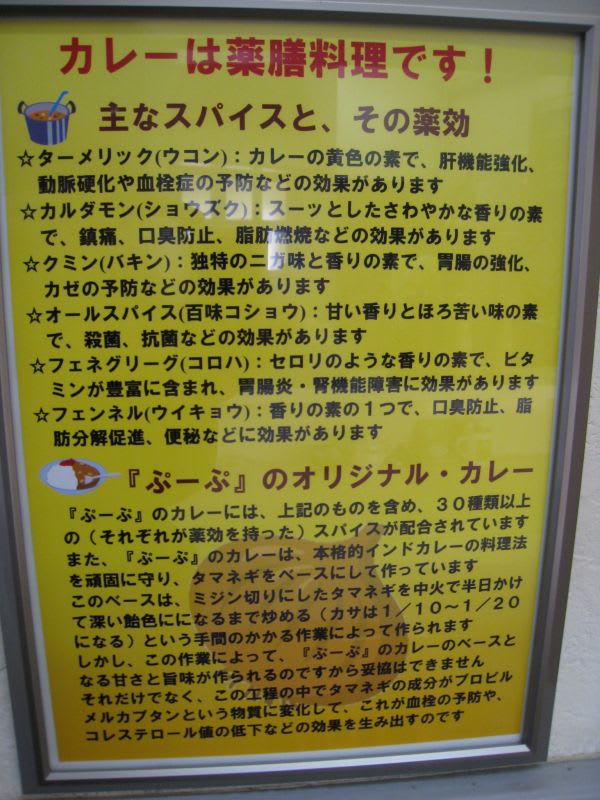 カレーは薬膳料理です！
主なスパイスと、その薬効
☆ターメリック(ウコン)：カレーの黄色の素で、肝機能強化、
動脈硬化や血栓症の予防などの効果があります
☆カルダモン(ショウズク)：スーッとしたさわやかな香りの素
で、鎮痛、口臭防止、脂肪燃焼などの効果があります
☆クミン(バキン)：独特のニガ味と香りの素で、胃腸の強化、
カゼの予防などの効果があります
☆オールスパイス(百味コショウ)：甘い香りとほろ苦い味の素
で、殺菌、抗菌などの効果があります
☆フェネグリーグ(コロハ)：セロリのような香りの素で、ビタ
ミンが豊富に含まれ、胃腸炎・腎機能障害に効果があります
☆フェンネル(ウイキョウ)：香りの素の１つで、口臭防止、脂
肪分解促進、便秘などに効果があります
『ぷーぷ』のオリジナル・カレー
『ぷーぷ』のカレーには、上記のものを含め、３０種類以上
の（それぞれが薬効を持った）スパイスが配合されています
また、『ぷーぷ』のカレーは、本格的インドカレーの料理法
を頑固に守り、タマネギをベースにして作っています
このベースは、ミジン切りにしたタマネギを中火で半日かけ
て深い飴色にになるまで炒める（カサは１／１０～１／２０
になる）という手間のかかる作業によって作られます
しかし、この作業によって、『ぷーぷ』のカレーのベースと
なる甘さと旨味が作られるのですから妥協はできません
それだけでなく、この工程の中でタマネギの成分がプロピル
メルカプタンという物質に変化して、これが血栓の予防や、
コレステロール値の低下などの効果を生み出すのです